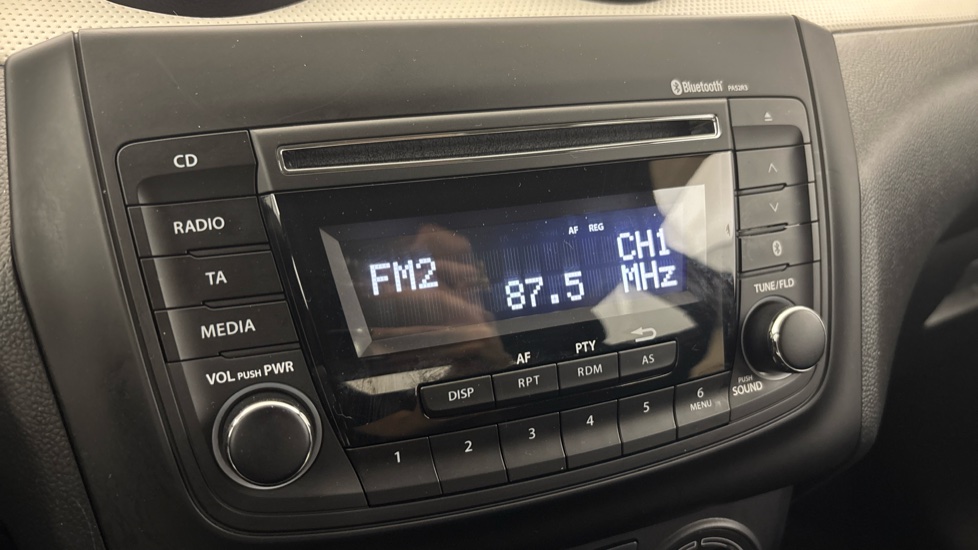 Bluetooth PA52R3
CD
RADIO
TA
MEDIA
VOL PUSH PWR
AF REG
FM2 87.5 CH1 MHz
TUNE/FLD
PUSH SOUND
AF PTY
DISP RPT RDM AS
1 2 3 4 5 6
MENU